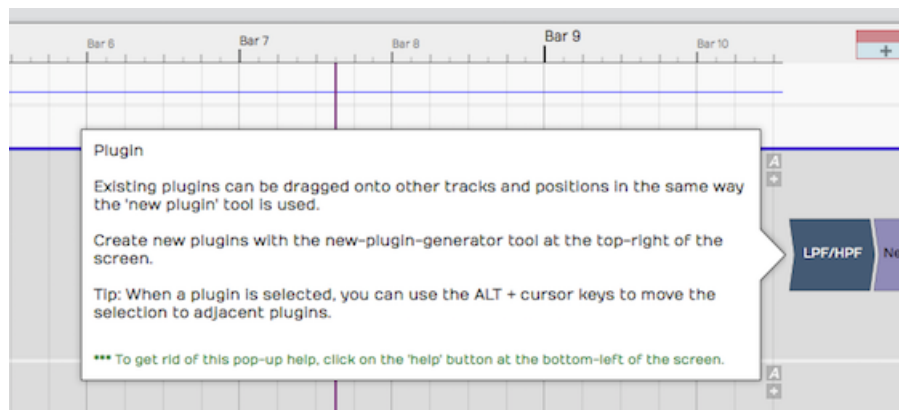 Bar 6 Bar 7 Bar 8 Bar 9 Bar 10
+
Plugin
Existing plugins can be dragged onto other tracks and positions in the same way
the 'new plugin' tool is used.
Create new plugins with the new-plugin-generator tool at the top-right of the
screen.
Tip: When a plugin is selected, you can use the ALT + cursor keys to move the
selection to adjacent plugins.
*** To get rid of this pop-up help, click on the 'help' button at the bottom-left of the screen.
A
+
LPF/HPF Ne
A
+